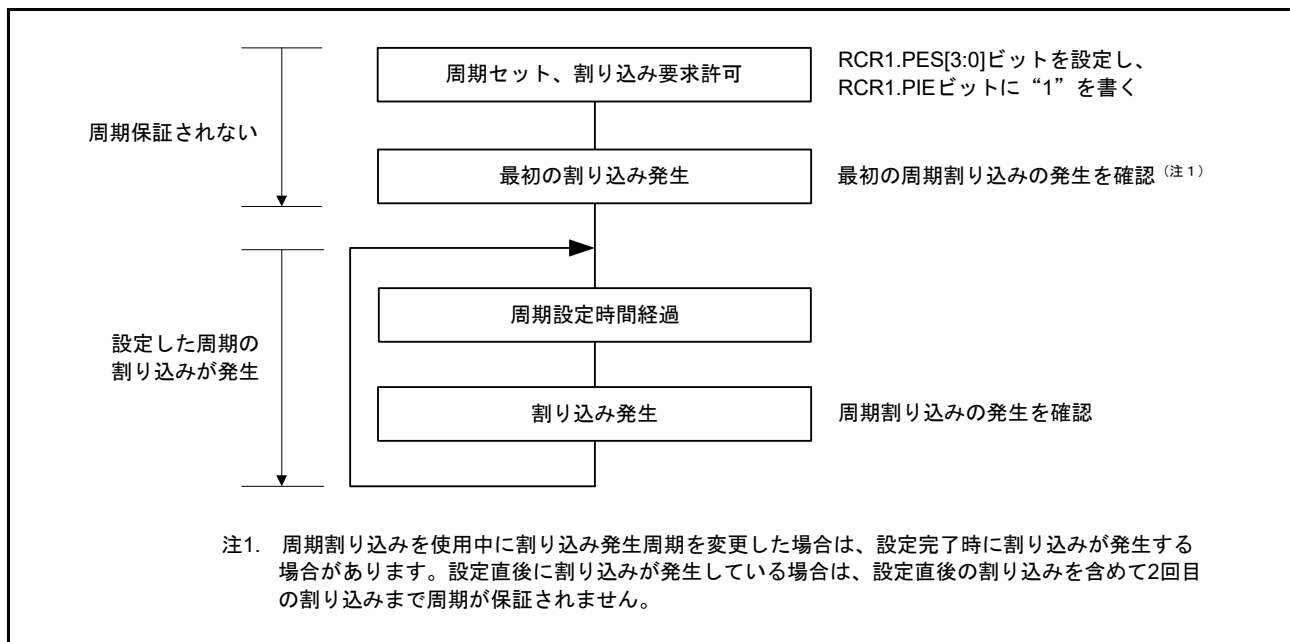 周期セット、割り込み要求許可
RCR1.PES[3:0]ビットを設定し、
RCR1.PIEビットに“1”を書く
周期保証されない
最初の割り込み発生
最初の周期割り込みの発生を確認（注1）
周期設定時間経過
設定した周期の
割り込みが発生
割り込み発生
周期割り込みの発生を確認
注1. 周期割り込みを使用中に割り込み発生周期を変更した場合は、設定完了時に割り込みが発生する
場合があります。設定直後に割り込みが発生している場合は、設定直後の割り込みを含めて2回目
の割り込みまで周期が保証されません。